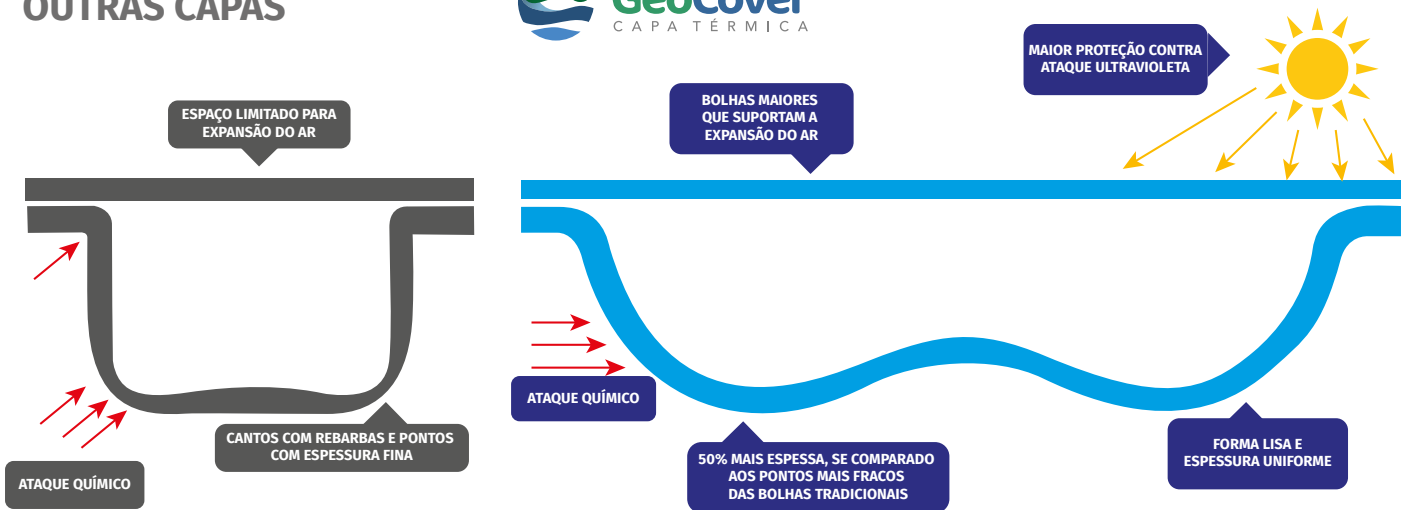 OUTRAS CAPAS
GeoCover
CAPA TÉRMICA
MAIOR PROTEÇÃO CONTRA
ATAQUE ULTRAVIOLETA
ESPAÇO LIMITADO PARA
EXPANSÃO DO AR
BOLHAS MAIORES
QUE SUPORTAM A
EXPANSÃO DO AR
ATAQUE QUÍMICO
CANTOS COM REBARBAS E PONTOS
COM ESPESSURA FINA
ATAQUE QUÍMICO
50% MAIS ESPESSA, SE COMPARADO
AOS PONTOS MAIS FRACOS
DAS BOLHAS TRADICIONAIS
FORMA LISA E
ESPESSURA UNIFORME